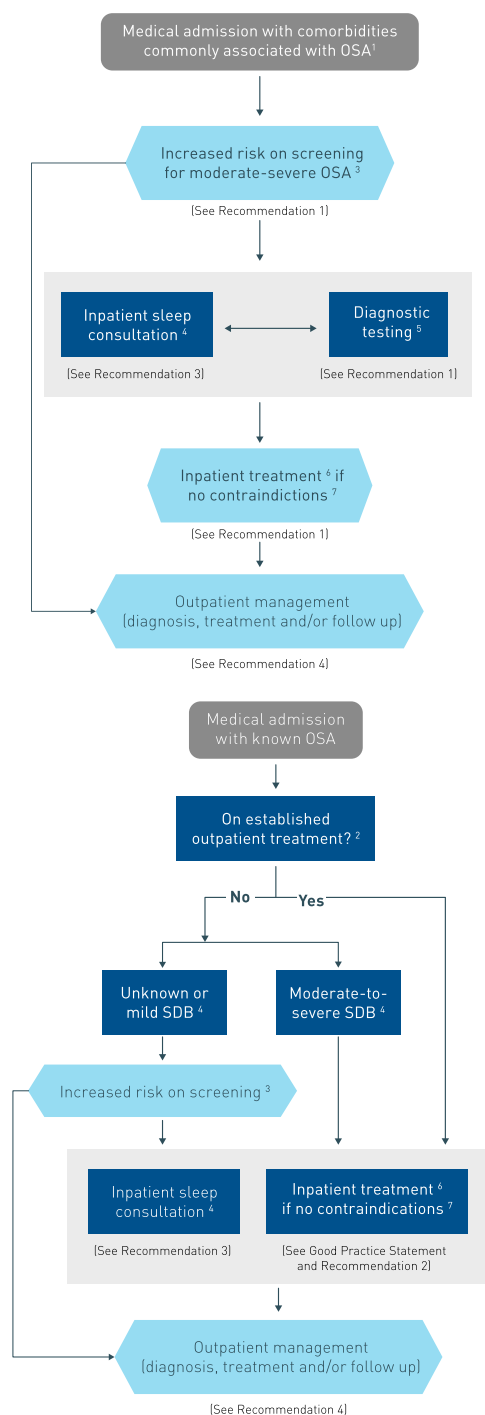 Medical admission with comorbidities
commonly associated with OSA¹
Increased risk on screening
for moderate-severe OSA ³
(See Recommendation 1)
Inpatient sleep
consultation ⁴
(See Recommendation 3)
Diagnostic
testing ⁵
(See Recommendation 1)
Inpatient treatment ⁶ if
no contraindictions ⁷
(See Recommendation 1)
Outpatient management
(diagnosis, treatment and/or follow up)
(See Recommendation 4)
Medical admission
with known OSA
On established
outpatient treatment? ²
No
Yes
Unknown or
mild SDB ⁴
Moderate-to-
severe SDB ⁴
Increased risk on screening ³
Inpatient sleep
consultation ⁴
(See Recommendation 3)
Inpatient treatment ⁶
if no contraindications ⁷
(See Good Practice Statement
and Recommendation 2)
Outpatient management
(diagnosis, treatment and/or follow up)
(See Recommendation 4)